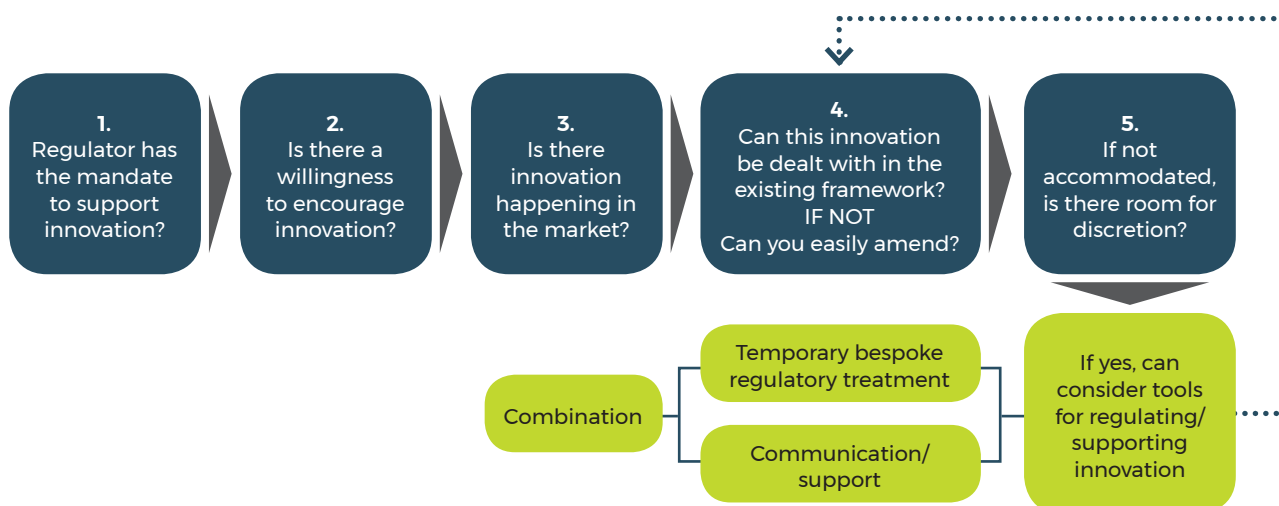 1.
Regulator has
the mandate
to support
innovation?
2.
Is there a
willingness
to encourage
innovation?
3.
Is there
innovation
happening in
the market?
4.
Can this innovation
be dealt with in the
existing framework?
IF NOT
Can you easily amend?
5.
If not
accommodated,
is there room for
discretion?
If yes, can
consider tools
for regulating/
supporting
innovation
Temporary bespoke
regulatory treatment
Communication/
support
Combination